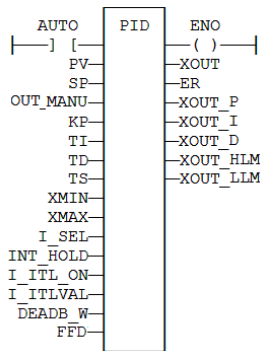 AUTO PID ENO
] [ ( )
PV XOUT
SP ER
OUT_MANU XOUT_P
KP XOUT_I
TI XOUT_D
TD XOUT_HLM
TS XOUT_LLM
XMIN
XMAX
I_SEL
INT_HOLD
I_ITL_ON
I_ITLVAL
DEADB_W
FFD